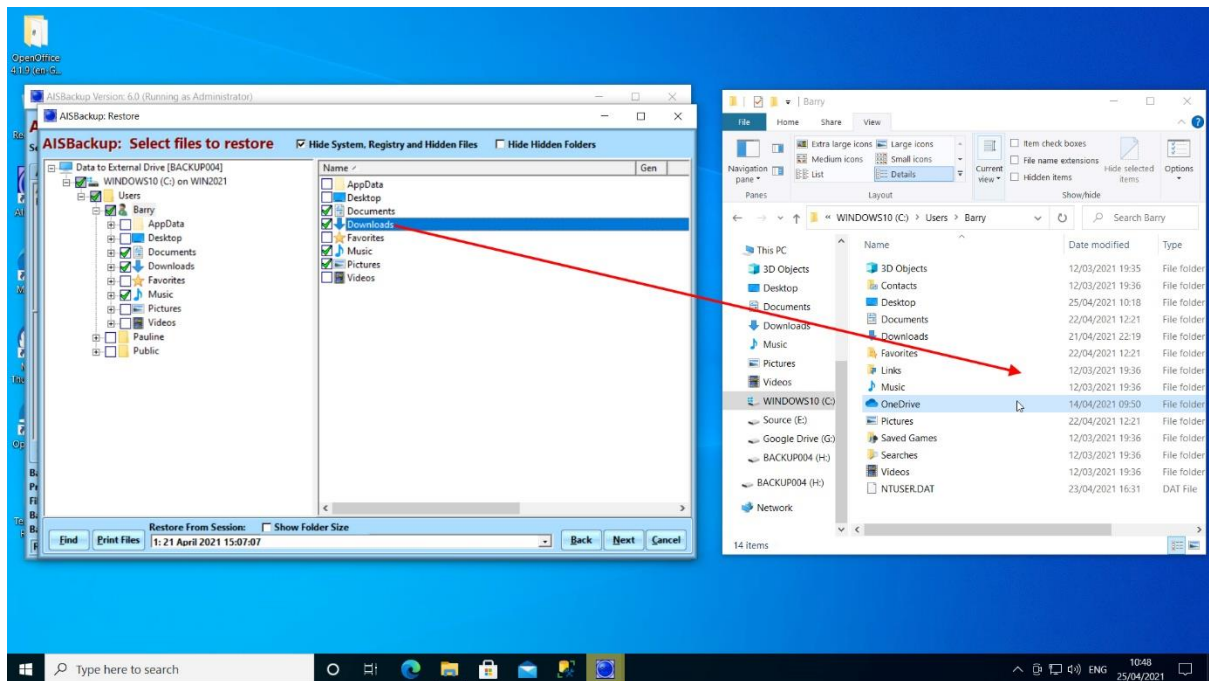 OpenOffice
4.1.9 (en-G...
AISBackup Version: 6.0 (Running as Administrator)
AISBackup: Restore
AISBackup: Select files to restore
Hide System, Registry and Hidden Files
Hide Hidden Folders
Data to External Drive [BACKUP004]
WINDOWS10 (C:) on WIN2021
Users
Barry
AppData
Desktop
Documents
Downloads
Favorites
Music
Pictures
Videos
Pauline
Public
Name
Gen
AppData
Desktop
Documents
Downloads
Favorites
Music
Pictures
Videos
Restore From Session:
Show Folder Size
Find
Print Files
1: 21 April 2021 15:07:07
Back
Next
Cancel
Barry
File
Home
Share
View
Navigation
pane
Extra large icons
Large icons
Medium icons
Small icons
List
Details
Current
view
Item check boxes
File name extensions
Hidden items
Hide selected
items
Options
Panes
Layout
Show/hide
« WINDOWS10 (C:) > Users > Barry
Search Barry
This PC
3D Objects
Desktop
Documents
Downloads
Music
Pictures
Videos
WINDOWS10 (C:)
Source (E:)
Google Drive (G:)
BACKUP004 (H:)
BACKUP004 (H:)
Network
Name
Date modified
Type
3D Objects 12/03/2021 19:35 File folder
Contacts 12/03/2021 19:36 File folder
Desktop 25/04/2021 10:18 File folder
Documents 22/04/2021 12:21 File folder
Downloads 21/04/2021 22:19 File folder
Favorites 22/04/2021 12:21 File folder
Links 12/03/2021 19:36 File folder
Music 12/03/2021 19:36 File folder
OneDrive 14/04/2021 09:50 File folder
Pictures 22/04/2021 12:21 File folder
Saved Games 12/03/2021 19:36 File folder
Searches 12/03/2021 19:36 File folder
Videos 12/03/2021 19:36 File folder
NTUSER.DAT 23/04/2021 16:31 DAT File
14 items
Type here to search
ENG
10:48
25/04/2021